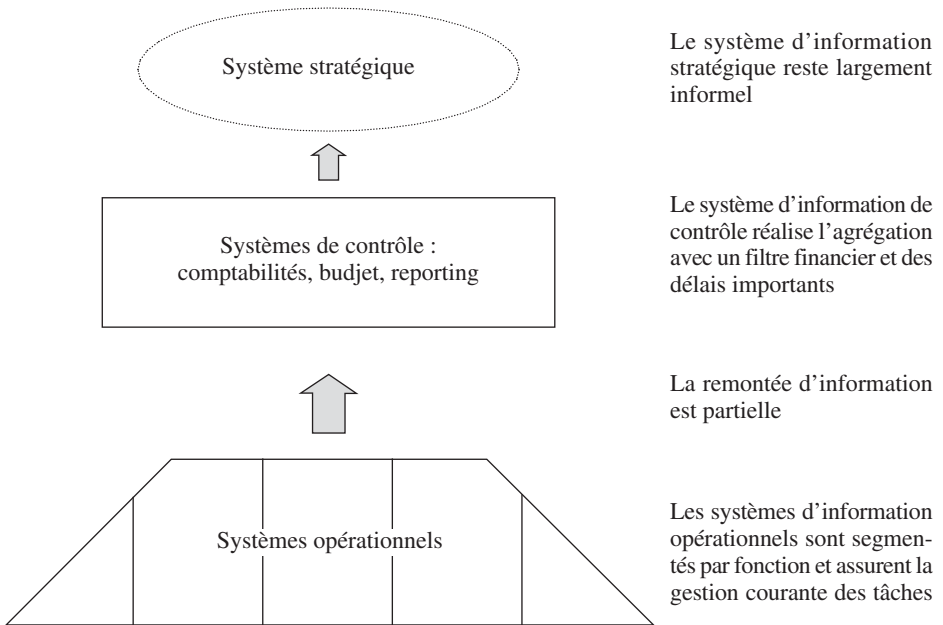 Système stratégique
Le système d’information
stratégique reste largement
informel
Systèmes de contrôle :
comptabilités, budjet, reporting
Le système d’information de
contrôle réalise l’agrégation
avec un filtre financier et des
délais importants
La remontée d’information
est partielle
Systèmes opérationnels
Les systèmes d’information
opérationnels sont segmen-
tés par fonction et assurent la
gestion courante des tâches